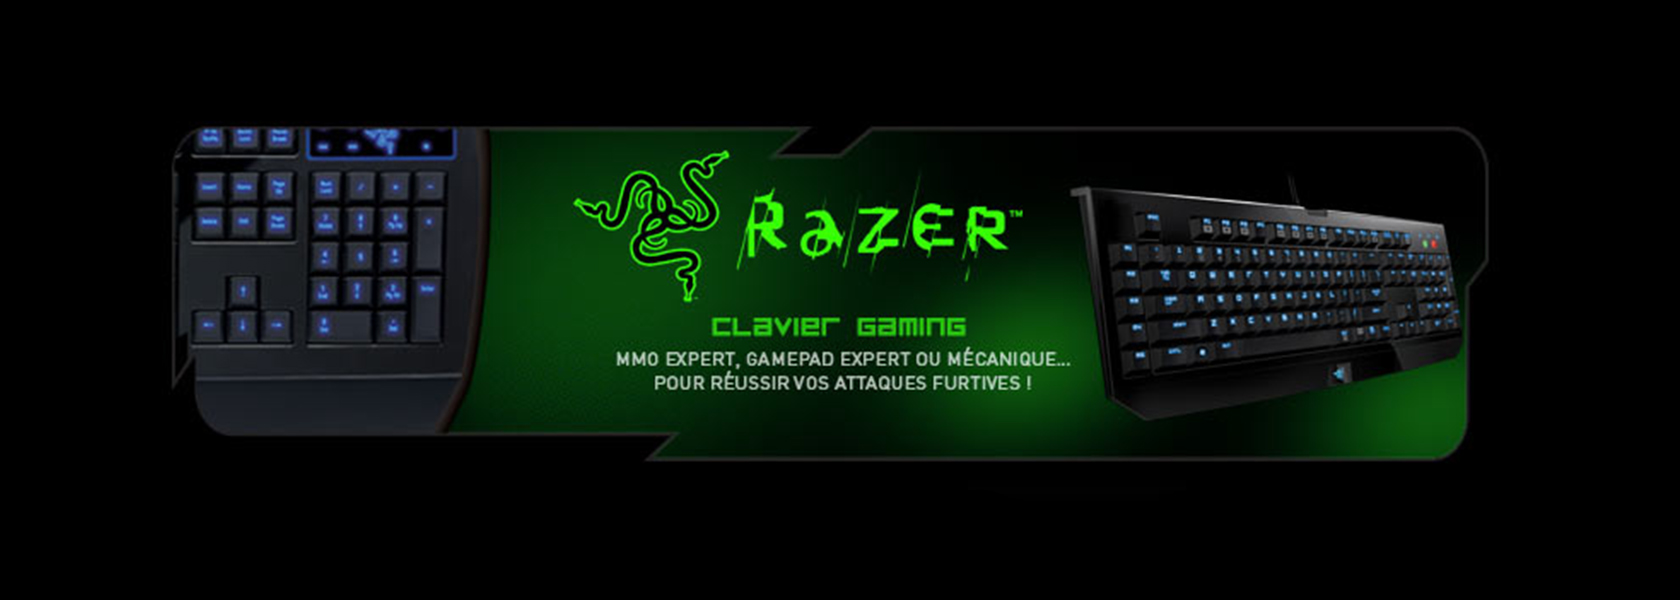 RAZER™
CLAVIER GAMING
MMO EXPERT, GAMEPAD EXPERT OU MÉCANIQUE...
POUR RÉUSSIR VOS ATTAQUES FURTIVES !